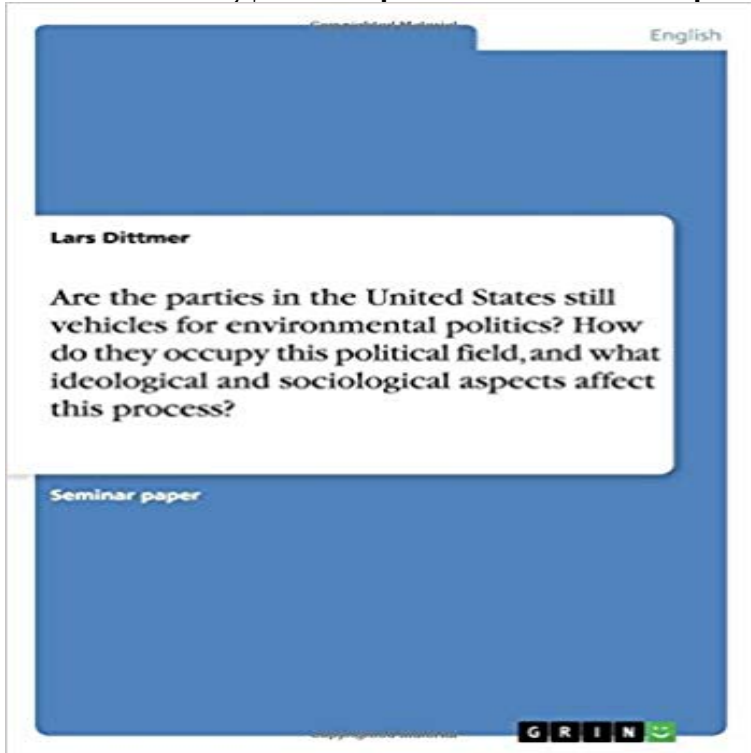 English
Lars Dittmer
Are the parties in the United States still
vehicles for environmental politics? How
do they occupy this political field, and what
ideological and sociological aspects affect
this process?
Seminar paper
GRIN